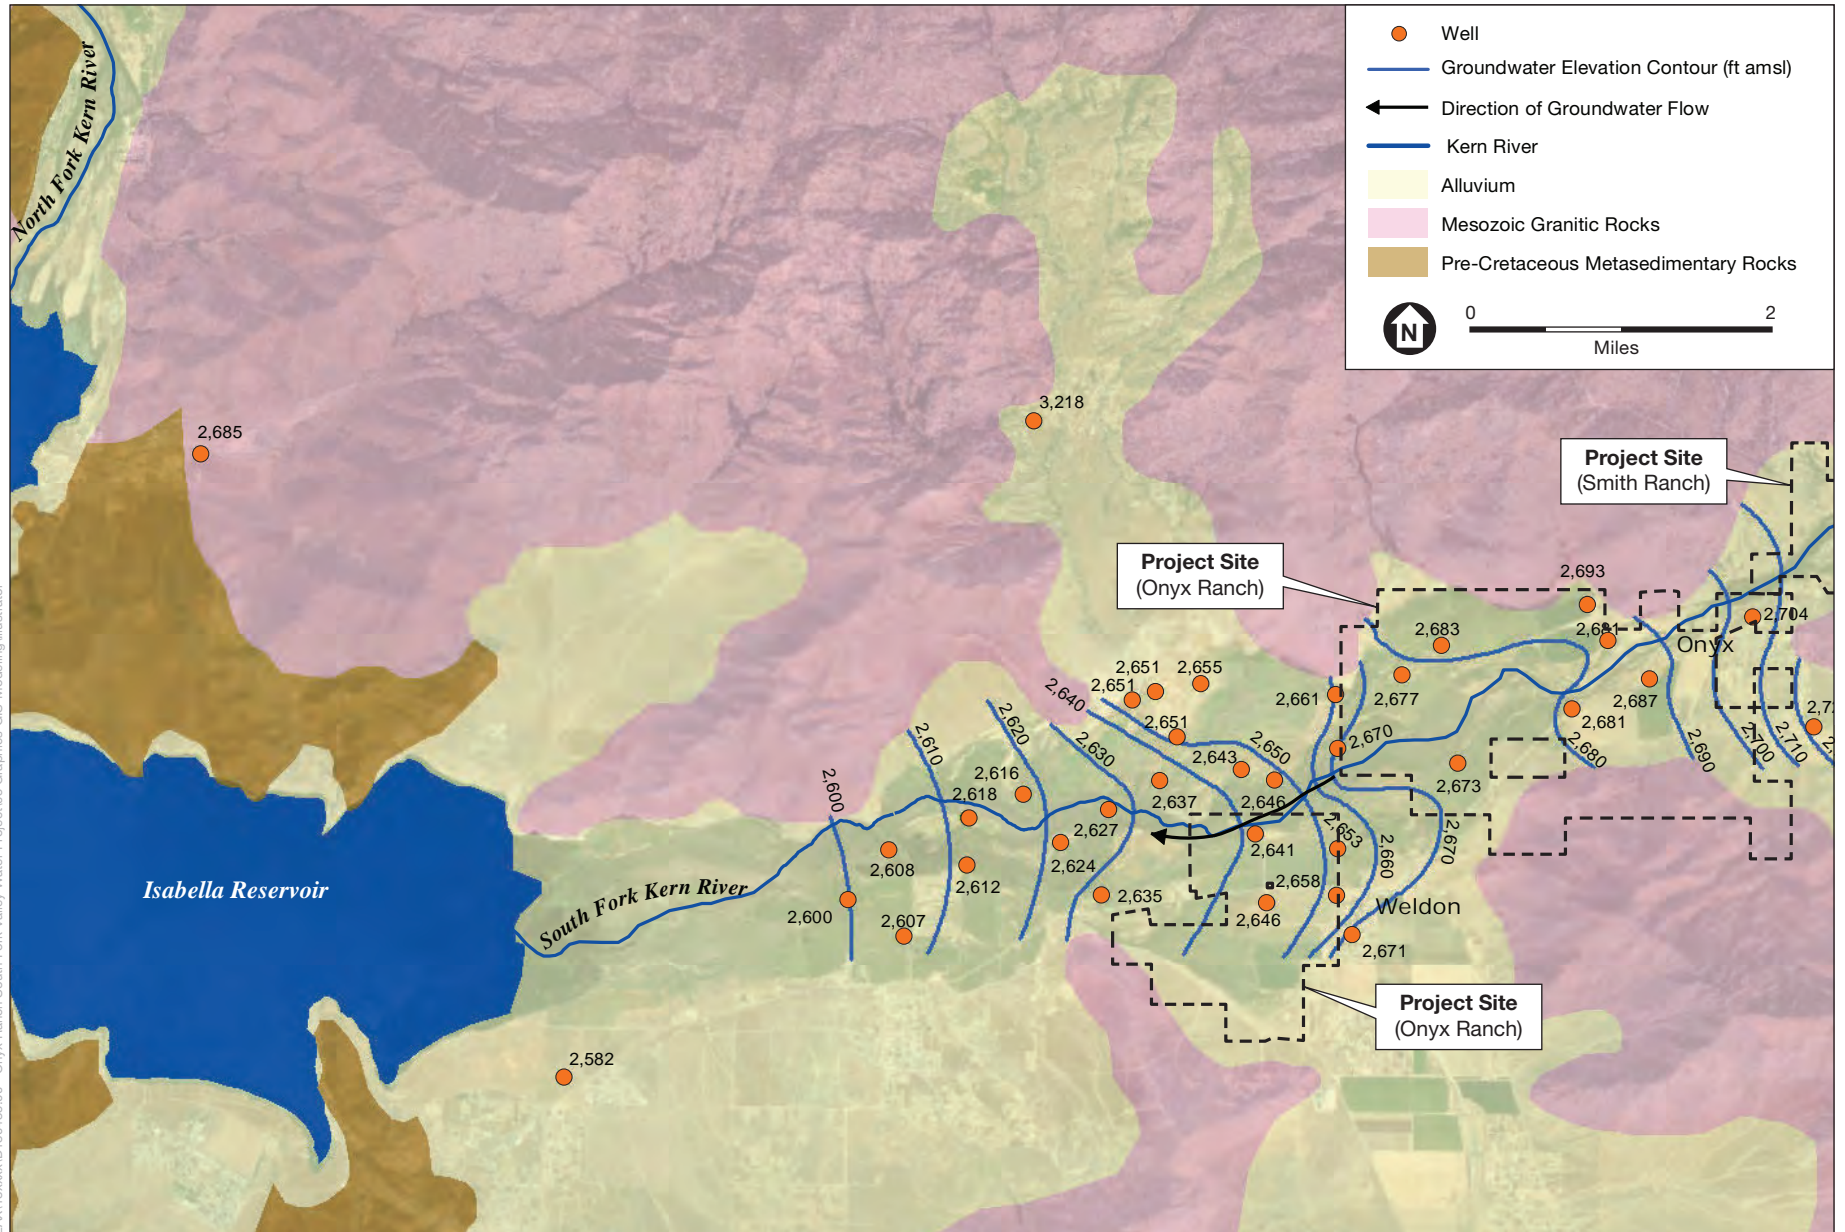 Well
Groundwater Elevation Contour (ft amsl)
Direction of Groundwater Flow
Kern River
Alluvium
Mesozoic Granitic Rocks
Pre-Cretaceous Metasedimentary Rocks
N
0 2
Miles
North Fork Kern River
3,218
2,685
Project Site
(Smith Ranch)
Project Site
(Onyx Ranch)
2,693
2,704
2,683
2,681
Onyx
2,651
2,655
2,651
2,640
2,661
2,677
2,687
2,681
2,651
2,620
2,610
2,630
2,650
2,670
2,680
2,690
2,700
2,710
2,643
2,616
2,618
2,600
2,637
2,646
2,673
2,627
2,653
2,641
2,624
2,660
2,670
2,608
2,612
2,658
Isabella Reservoir
South Fork Kern River
2,635
2,646
Weldon
2,600
2,607
2,671
Project Site
(Onyx Ranch)
2,582